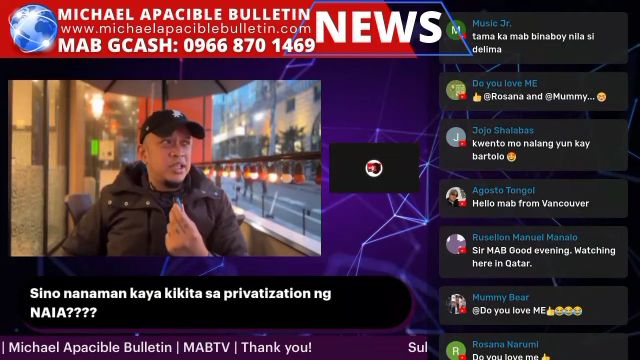 MICHAEL APACIBLE BULLETIN
www.michaelapaciblebulletin.com
MAB GCASH: 0966 870 1469
NEWS
M
Music Jr.
tama ka mab binaboy nila si
delima
Do you love ME
👍 @Rosana and @Mummy... 😊
J
Jojo Shalabas
kwento mo nalang yun kay
bartolo 🤩
Agosto Tongol
Hello mab from Vancouver
Rusellon Manuel Manalo
Sir MAB Good evening. Watching
here in Qatar.
Mummy Bear
@Do you love ME👍😂😂😂
R
Rosana Narumi
Do you love me 👍
Sino nanaman kaya kikita sa privatization ng
NAIA????
| Michael Apacible Bulletin | MABTV | Thank you!
Sul